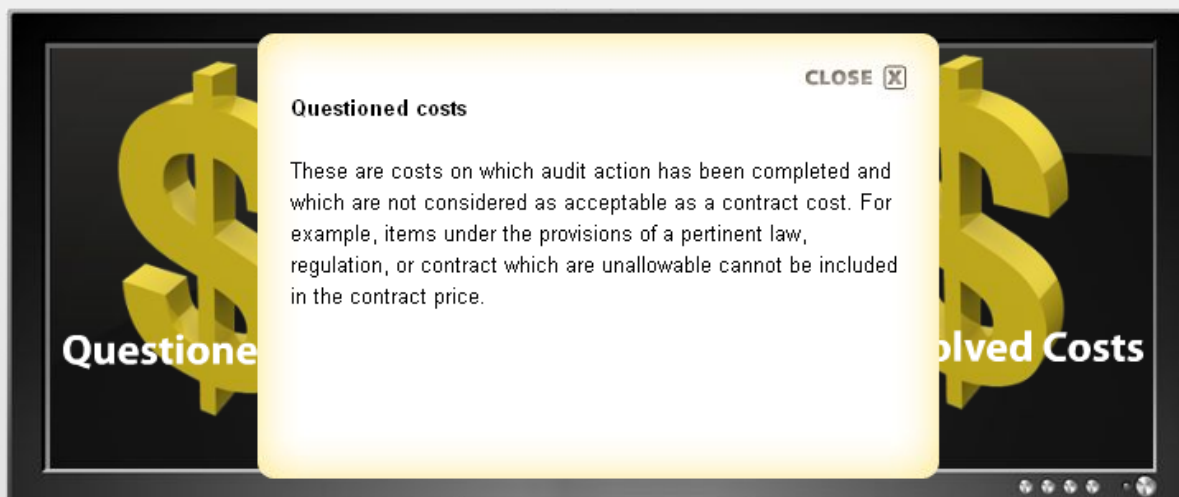 CLOSE X
Questioned costs
These are costs on which audit action has been completed and
which are not considered as acceptable as a contract cost. For
example, items under the provisions of a pertinent law,
regulation, or contract which are unallowable cannot be included
in the contract price.
Questione
olved Costs